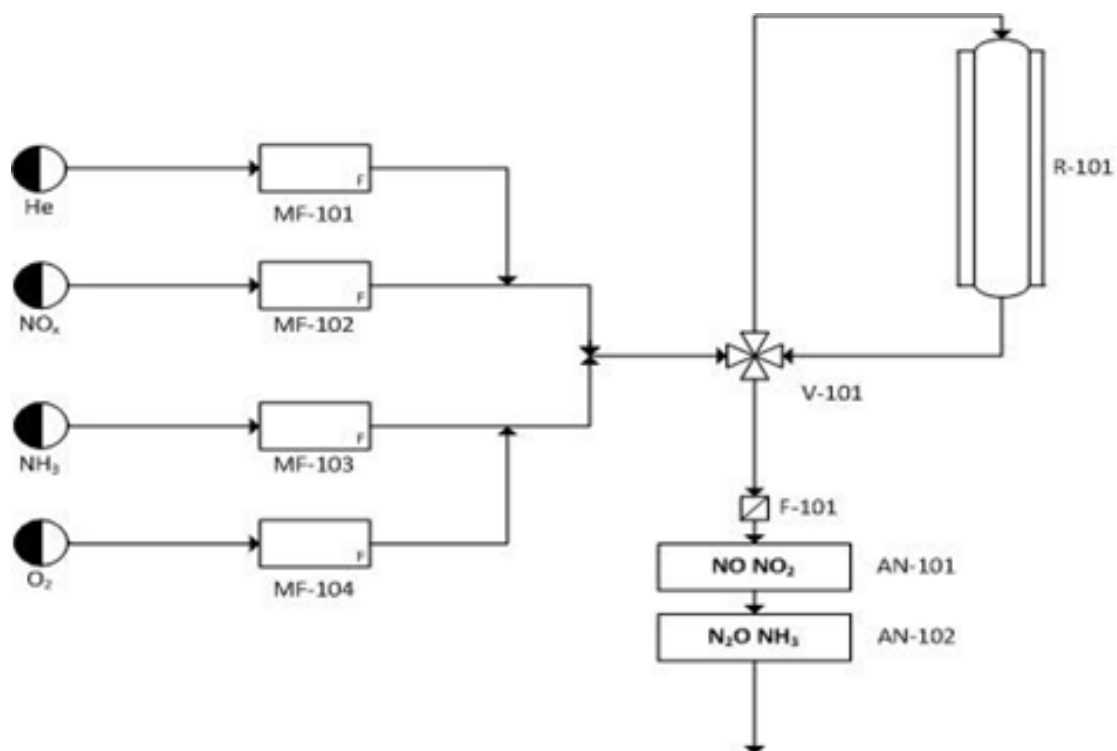 He
F
MF-101
R-101
NOₓ
F
MF-102
V-101
NH₃
F
MF-103
O₂
F
MF-104
F-101
NO NO₂
AN-101
N₂O NH₃
AN-102